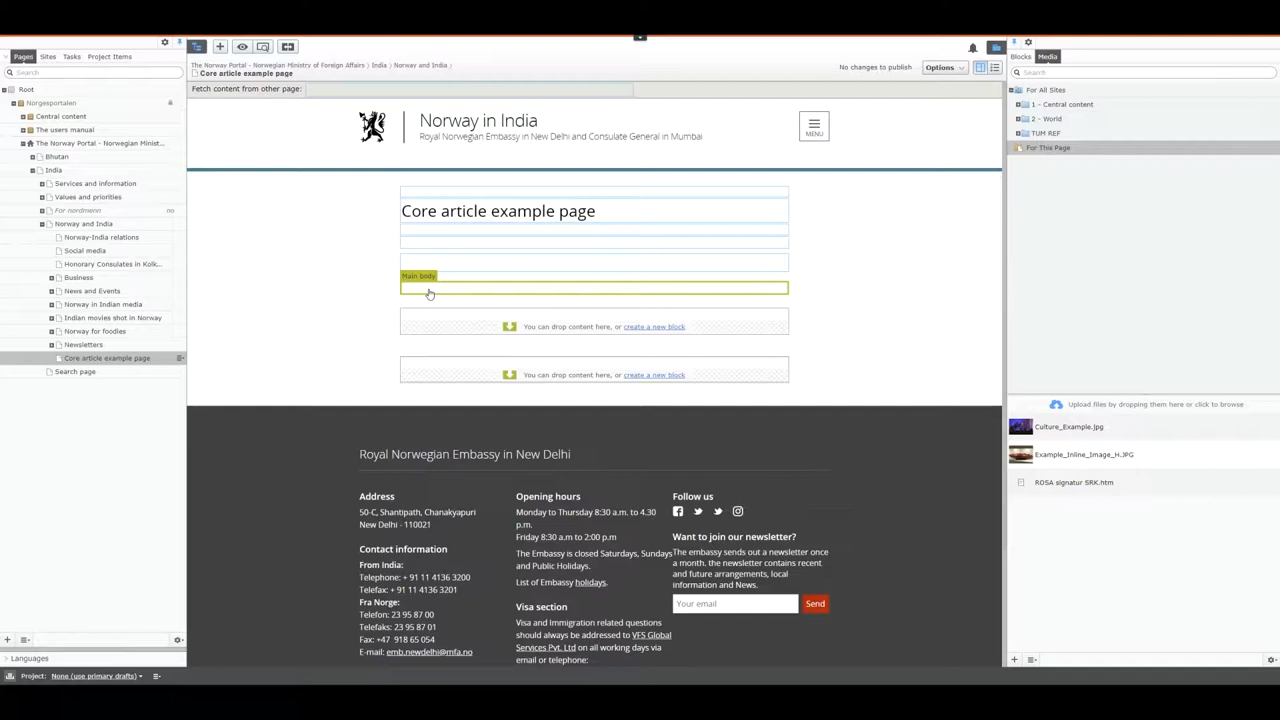 Pages Sites Tasks Project Items
Search
Root
Norgesportalen
Central content
The users manual
The Norway Portal - Norwegian Minist...
Bhutan
India
Services and information
Values and priorities
For nordmenn no
Norway and India
Norway-India relations
Social media
Honorary Consulates in Kolk...
Business
News and Events
Norway in Indian media
Indian movies shot in Norway
Norway for foodies
Newsletters
Core article example page
Search page
Languages
Project: None (use primary drafts)
The Norway Portal - Norwegian Ministry of Foreign Affairs India Norway and India
Core article example page
No changes to publish Options
Fetch content from other page:
Norway in India
Royal Norwegian Embassy in New Delhi and Consulate General in Mumbai
MENU
Core article example page
Main body
You can drop content here, or create a new block
You can drop content here, or create a new block
Royal Norwegian Embassy in New Delhi
Address
50-C, Shantipath, Chanakyapuri
New Delhi - 110021
Contact information
From India:
Telephone: + 91 11 4136 3200
Telefax: + 91 11 4136 3201
Fra Norge:
Telefon: 23 95 87 00
Telefaks: 23 95 87 01
Fax: +47 918 65 054
E-mail: emb.newdelhi@mfa.no
Opening hours
Monday to Thursday 8:30 a.m. to 4.30
p.m.
Friday 8:30 a.m to 2:00 p.m
The Embassy is closed Saturdays, Sundays
and Public Holidays.
List of Embassy holidays.
Visa section
Visa and Immigration related questions
should always be addressed to VFS Global
Services Pvt. Ltd on all working days via
email or telephone:
Follow us
Want to join our newsletter?
The embassy sends out a newsletter once
a month. the newsletter contains recent
and future arrangements, local
information and News.
Your email Send
Blocks Media
Search
For All Sites
1 - Central content
2 - World
TUM REF
For This Page
Upload files by dropping them here or click to browse
Culture_Example.jpg
Example_Inline_Image_H.JPG
ROSA signatur SRK.htm